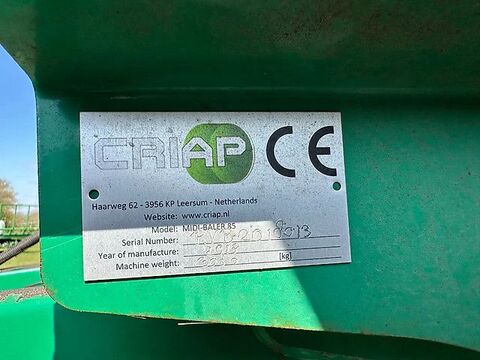 CRIAP CE
Haarweg 62 - 3956 KP Leersum - Netherlands
Website: www.criap.nl
Model: MIDI-BALER 85
Serial Number:
Year of manufacture:
Machine weight: [kg]